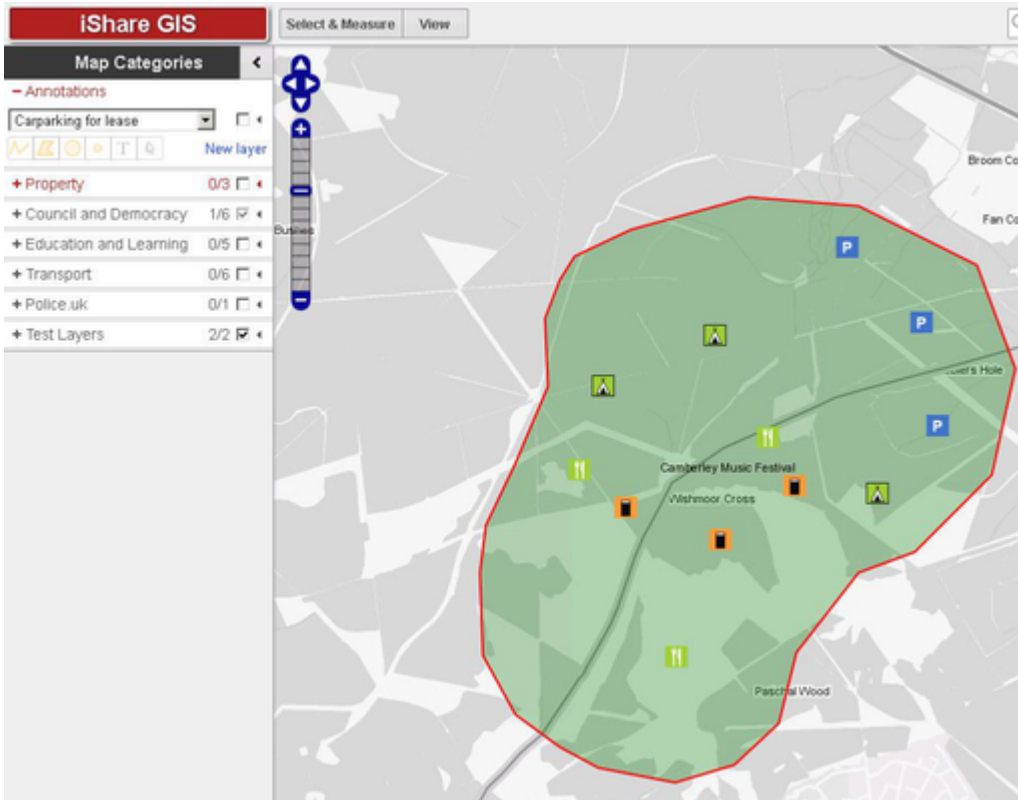 iShare GIS
Select & Measure
View
Map Categories
Annotations
Carparking for lease
T
New layer
Property 0/3
Council and Democracy 1/6
Education and Learning 0/5
Transport 0/6
Police.uk 0/1
Test Layers 2/2
Broom Co
Fan Co
P
P
Hole
P
Camberley Music Festival
Wishmoor Cross
Paschal Wood